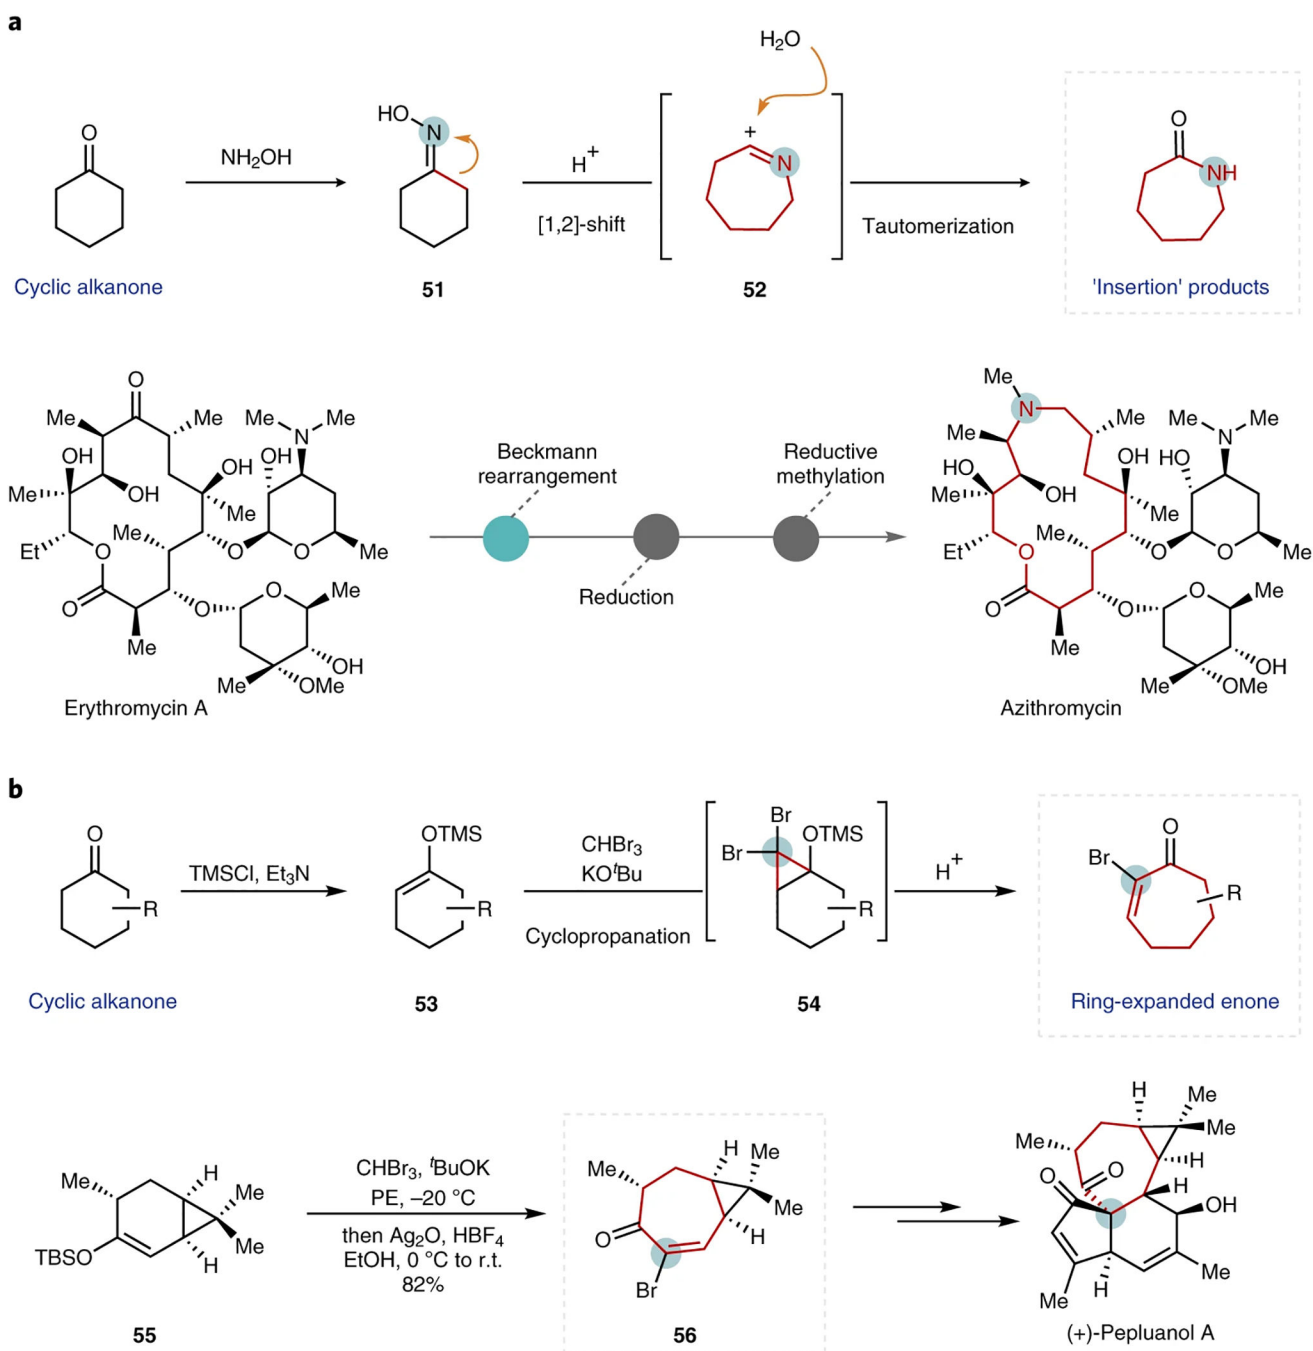 a
H₂O
O
NH₂OH
HO
N
H⁺
[1,2]-shift
+
N
Tautomerization
O
NH
Cyclic alkanone
51
52
'Insertion' products
O
Me
Me
Me
Me
N
OH
OH
OH
Me
OH
Me
Me
Et
O
O
O
Me
O
O
O
Me
Me
OH
Me
OMe
Erythromycin A
Beckmann
rearrangement
Reductive
methylation
Reduction
Me
N
Me
Me
Me
Me
N
HO
OH
HO
Me
OH
Me
Me
Et
O
O
O
Me
O
O
O
Me
Me
OH
Me
OMe
Azithromycin
b
O
R
TMSCl, Et₃N
OTMS
R
CHBr₃
KOᵗBu
Cyclopropanation
Br
Br
OTMS
R
H⁺
O
Br
R
Cyclic alkanone
53
54
Ring-expanded enone
Me
H
Me
Me
TBSO
H
55
CHBr₃, ᵗBuOK
PE, –20 °C
then Ag₂O, HBF₄
EtOH, 0 °C to r.t.
82%
Me
H
Me
Me
H
O
Br
56
H
Me
Me
Me
H
O
O
H
OH
Me
H
Me
(+)-Pepluanol A